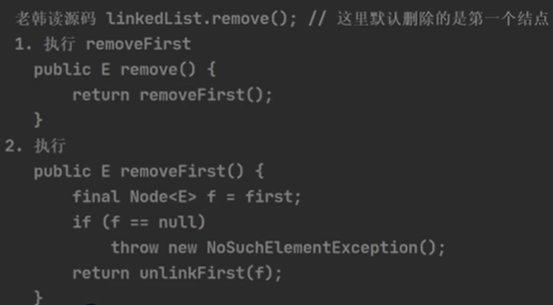 老韩读源码 linkedList.remove(); // 这里默认删除的是第一个结点
1. 执行 removeFirst
public E remove() {
return removeFirst();
}
2. 执行
public E removeFirst() {
final Node<E> f = first;
if (f == null)
throw new NoSuchElementException();
return unlinkFirst(f);
}